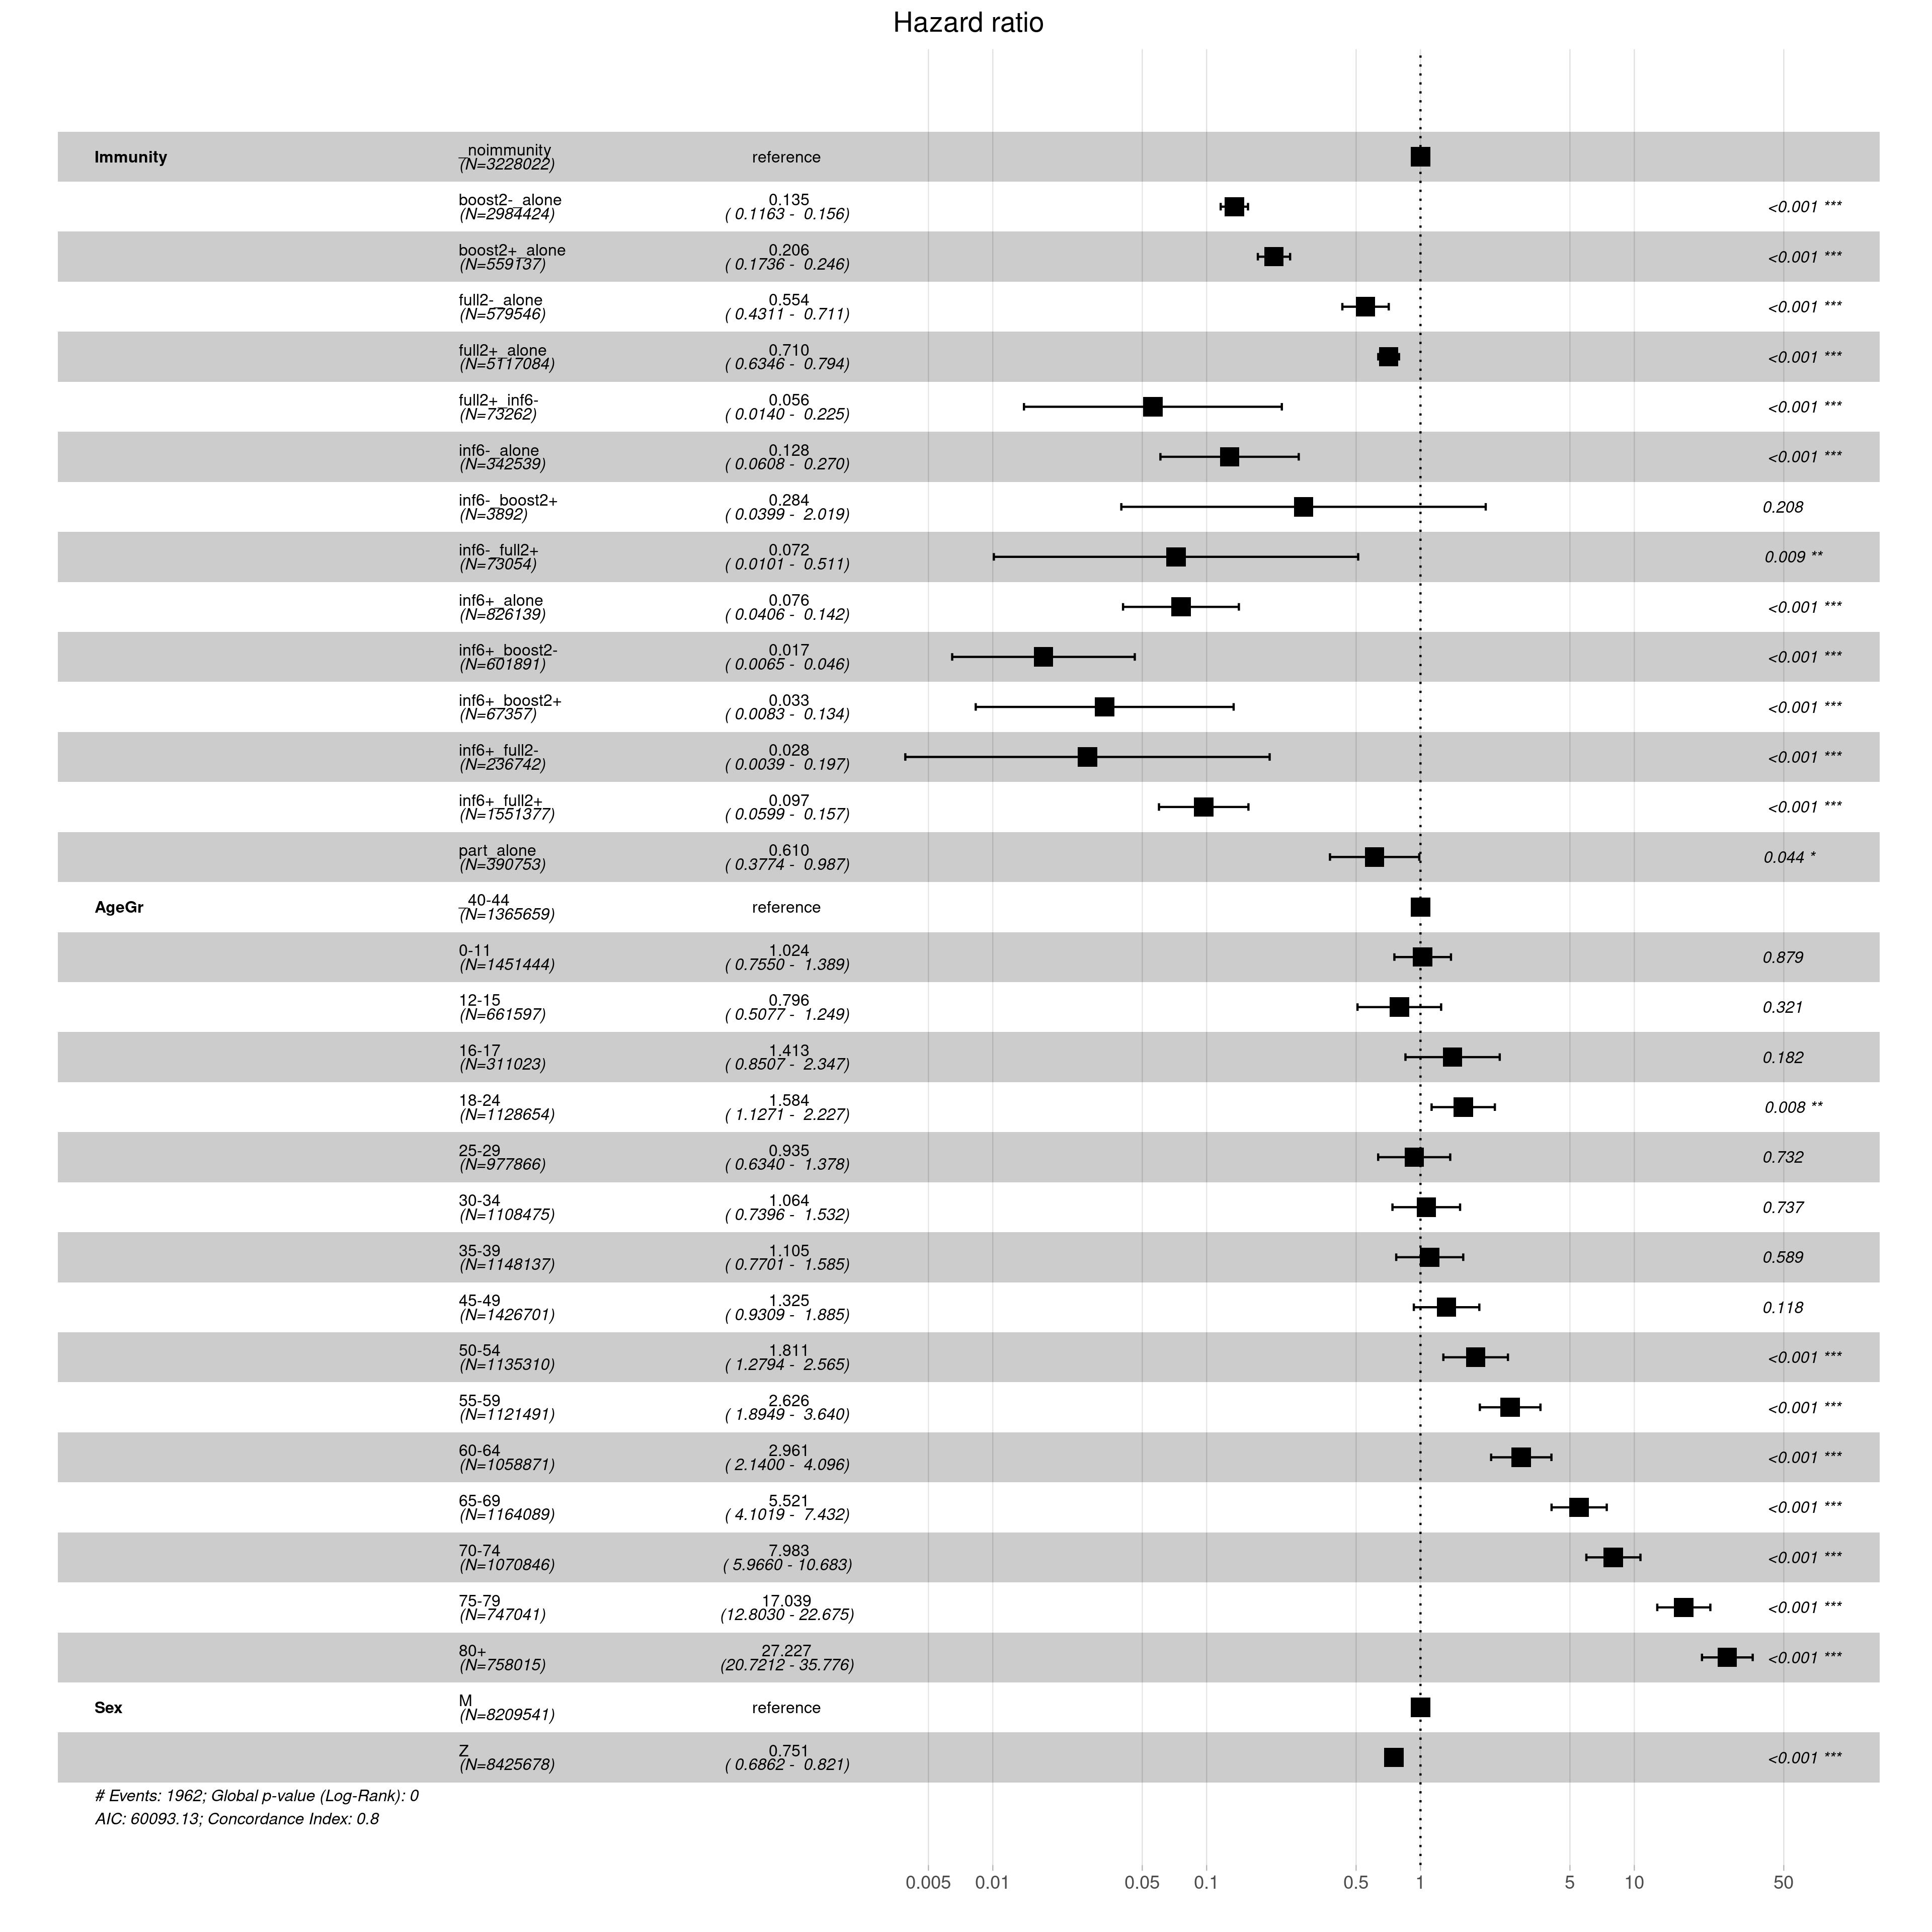 Hazard ratio
Immunity _noimmunity reference
(N=3228022)
boost2-_alone 0.135 <0.001 ***
(N=2984424) ( 0.1163 - 0.156)
boost2+_alone 0.206 <0.001 ***
(N=559137) ( 0.1736 - 0.246)
full2-_alone 0.554 <0.001 ***
(N=579546) ( 0.4311 - 0.711)
full2+_alone 0.710 <0.001 ***
(N=5117084) ( 0.6346 - 0.794)
full2+_inf6- 0.056 <0.001 ***
(N=73262) ( 0.0140 - 0.225)
inf6-_alone 0.128 <0.001 ***
(N=342539) ( 0.0608 - 0.270)
inf6-_boost2+ 0.284 0.208
(N=3892) ( 0.0399 - 2.019)
inf6-_full2+ 0.072 0.009 **
(N=73054) ( 0.0101 - 0.511)
inf6+_alone 0.076 <0.001 ***
(N=826139) ( 0.0406 - 0.142)
inf6+_boost2- 0.017 <0.001 ***
(N=601891) ( 0.0065 - 0.046)
inf6+_boost2+ 0.033 <0.001 ***
(N=67357) ( 0.0083 - 0.134)
inf6+_full2- 0.028 <0.001 ***
(N=236742) ( 0.0039 - 0.197)
inf6+_full2+ 0.097 <0.001 ***
(N=1551377) ( 0.0599 - 0.157)
part_alone 0.610 0.044 *
(N=390753) ( 0.3774 - 0.987)
AgeGr _40-44 reference
(N=1365659)
0-11 1.024 0.879
(N=1451444) ( 0.7550 - 1.389)
12-15 0.796 0.321
(N=661597) ( 0.5077 - 1.249)
16-17 1.413 0.182
(N=311023) ( 0.8507 - 2.347)
18-24 1.584 0.008 **
(N=1128654) ( 1.1271 - 2.227)
25-29 0.935 0.732
(N=977866) ( 0.6340 - 1.378)
30-34 1.064 0.737
(N=1108475) ( 0.7396 - 1.532)
35-39 1.105 0.589
(N=1148137) ( 0.7701 - 1.585)
45-49 1.325 0.118
(N=1426701) ( 0.9309 - 1.885)
50-54 1.811 <0.001 ***
(N=1135310) ( 1.2794 - 2.565)
55-59 2.626 <0.001 ***
(N=1121491) ( 1.8949 - 3.640)
60-64 2.961 <0.001 ***
(N=1058871) ( 2.1400 - 4.096)
65-69 5.521 <0.001 ***
(N=1164089) ( 4.1019 - 7.432)
70-74 7.983 <0.001 ***
(N=1070846) ( 5.9660 - 10.683)
75-79 17.039 <0.001 ***
(N=747041) (12.8030 - 22.675)
80+ 27.227 <0.001 ***
(N=758015) (20.7212 - 35.776)
Sex M reference
(N=8209541)
Z 0.751 <0.001 ***
(N=8425678) ( 0.6862 - 0.821)
# Events: 1962; Global p-value (Log-Rank): 0
AIC: 60093.13; Concordance Index: 0.8
0.005 0.01 0.05 0.1 0.5 1 5 10 50